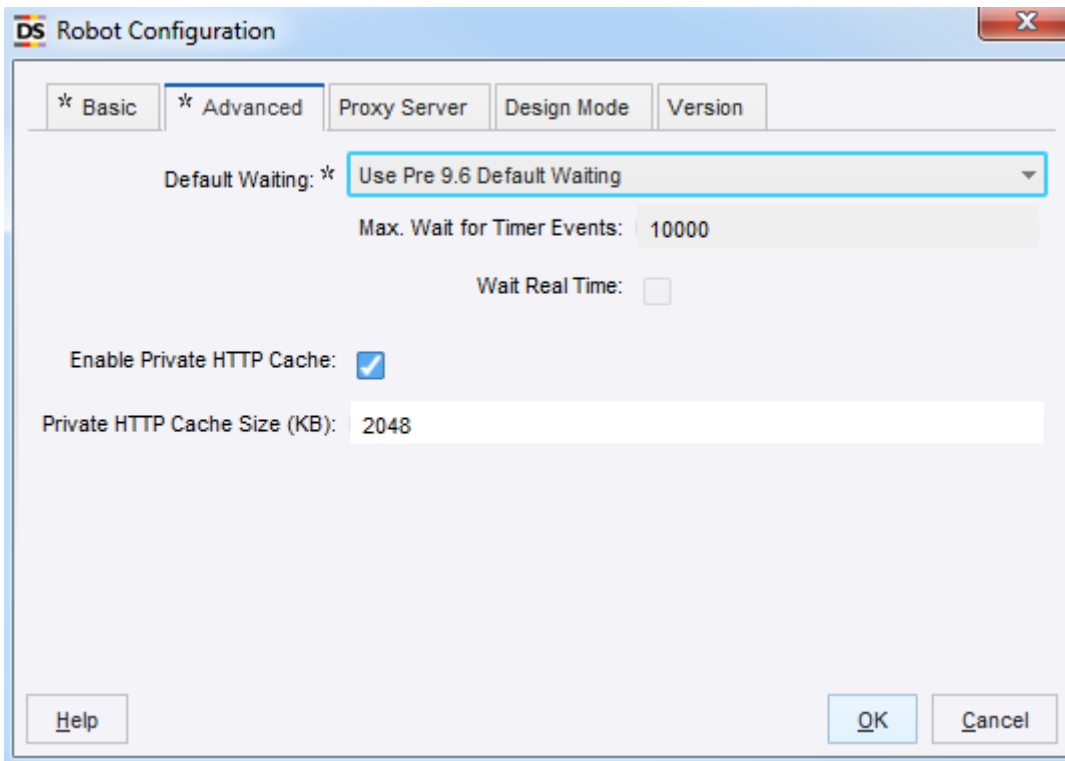 DS Robot Configuration
* Basic * Advanced Proxy Server Design Mode Version
Default Waiting: * Use Pre 9.6 Default Waiting
Max. Wait for Timer Events: 10000
Wait Real Time:
Enable Private HTTP Cache:
Private HTTP Cache Size (KB): 2048
Help OK Cancel